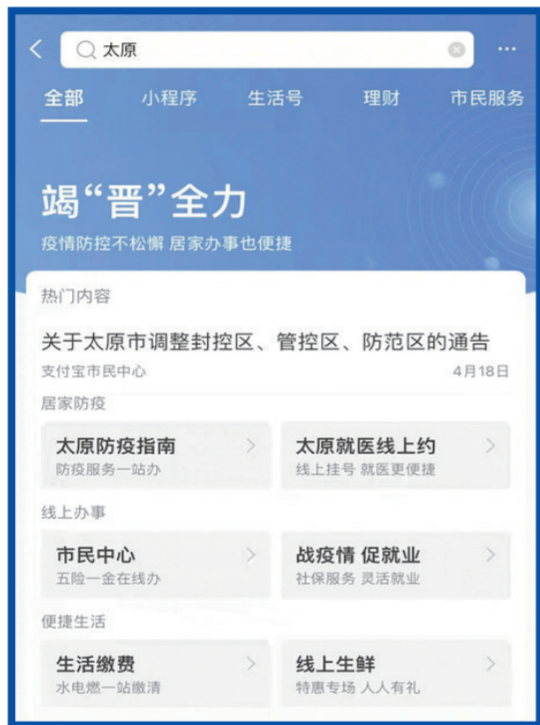 太原
全部 小程序 生活号 理财 市民服务
竭“晋”全力
疫情防控不松懈 居家办事也便捷
热门内容
关于太原市调整封控区、管控区、防范区的通告
支付宝市民中心 4月18日
居家防疫
太原防疫指南 太原就医线上约
防疫服务一站办 线上挂号 就医更便捷
线上办事
市民中心 战疫情 促就业
五险一金在线办 社保服务 灵活就业
便捷生活
生活缴费 线上生鲜
水电燃一站缴清 特惠专场 人人有礼